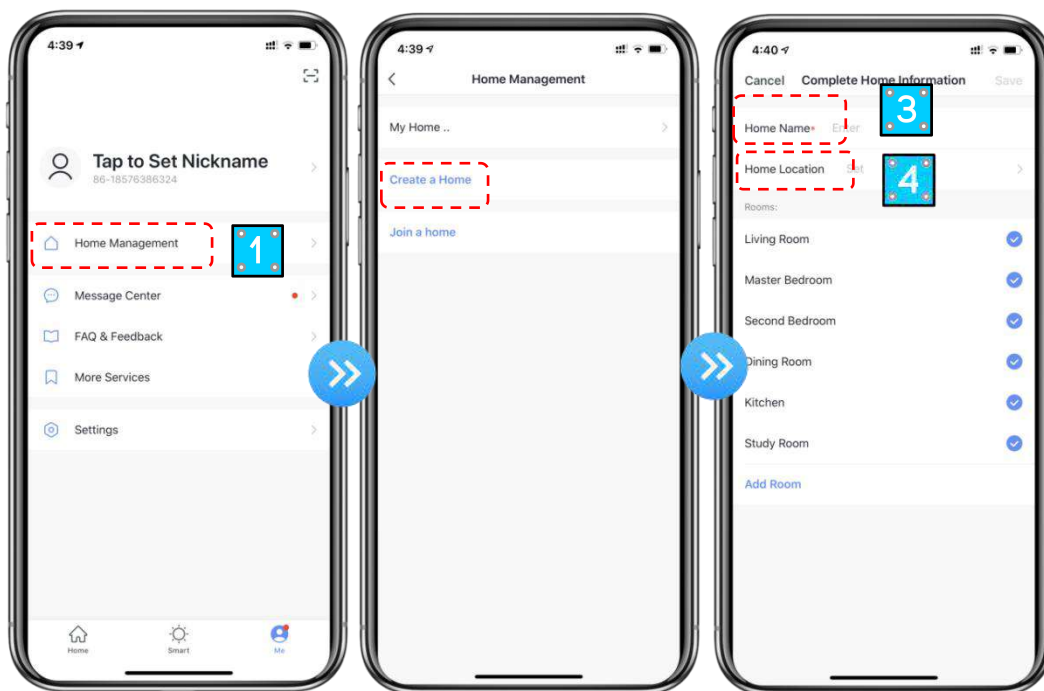 4:39
Tap to Set Nickname
86-18576386324
Home Management
1
Message Center
FAQ & Feedback
More Services
Settings
Home
Smart
Me
4:39
Home Management
My Home ..
Create a Home
Join a home
4:40
Cancel Complete Home Information Save
3
Home Name* Enter
4
Home Location Set
Rooms:
Living Room
Master Bedroom
Second Bedroom
Dining Room
Kitchen
Study Room
Add Room